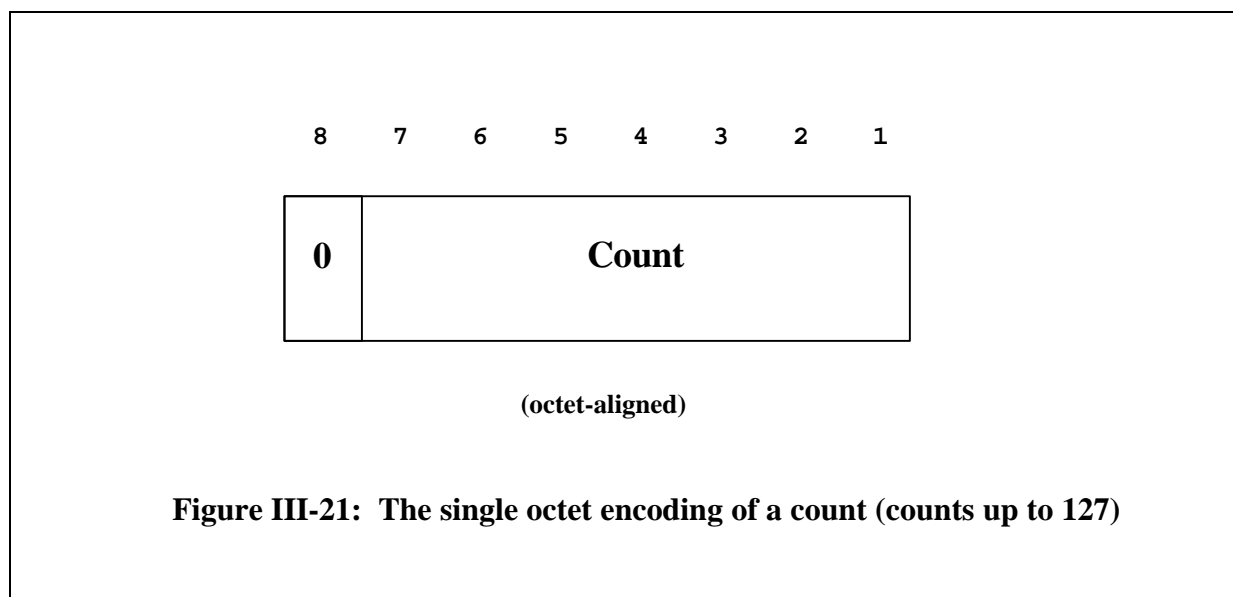 8 7 6 5 4 3 2 1
0 Count
(octet-aligned)
Figure III-21: The single octet encoding of a count (counts up to 127)